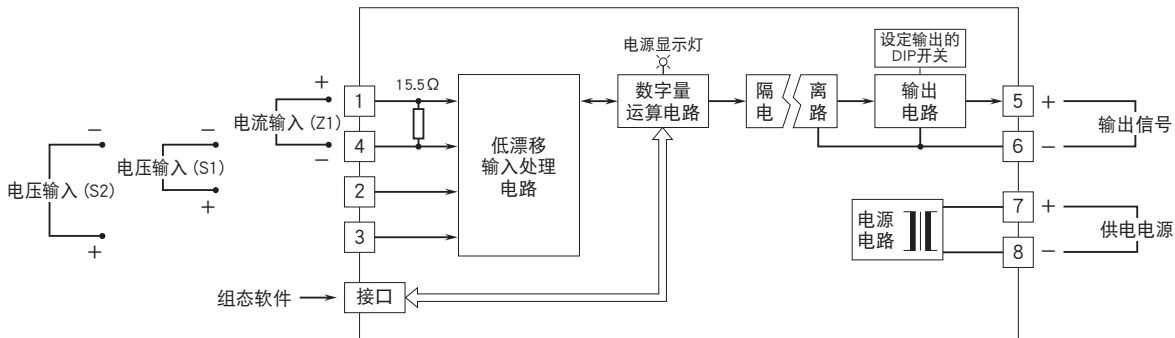 电源显示灯
设定输出的
DIP开关
+
1
15.5Ω
电流输入 (Z1)
4
−
低漂移
输入处理
电路
数字量
运算电路
隔
电
离
路
输出
电路
5
+
输出信号
6
−
−
电压输入 (S2)
+
−
电压输入 (S1)
+
2
3
电源
电路
7
+
供电电源
8
−
组态软件
接口